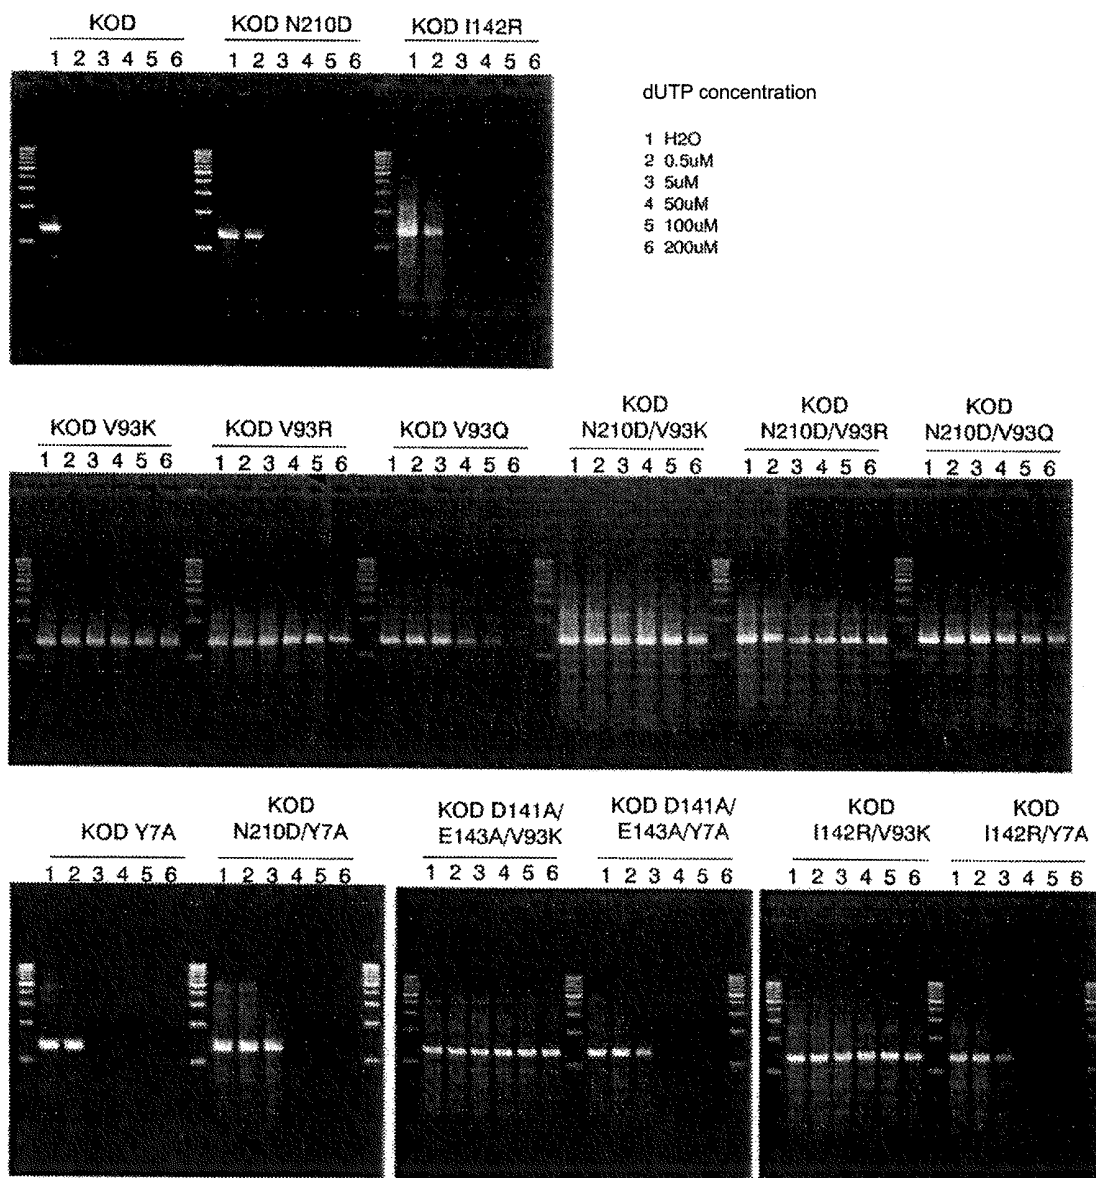 KOD KOD N210D KOD I142R
1 2 3 4 5 6 1 2 3 4 5 6 1 2 3 4 5 6
dUTP concentration
1 H2O
2 0.5uM
3 5uM
4 50uM
5 100uM
6 200uM
KOD KOD KOD
KOD V93K KOD V93R KOD V93Q N210D/V93K N210D/V93R N210D/V93Q
1 2 3 4 5 6 1 2 3 4 5 6 1 2 3 4 5 6 1 2 3 4 5 6 1 2 3 4 5 6 1 2 3 4 5 6
KOD KOD D141A/ KOD D141A/ KOD KOD
KOD Y7A N210D/Y7A E143A/V93K E143A/Y7A I142R/V93K I142R/Y7A
1 2 3 4 5 6 1 2 3 4 5 6 1 2 3 4 5 6 1 2 3 4 5 6 1 2 3 4 5 6 1 2 3 4 5 6